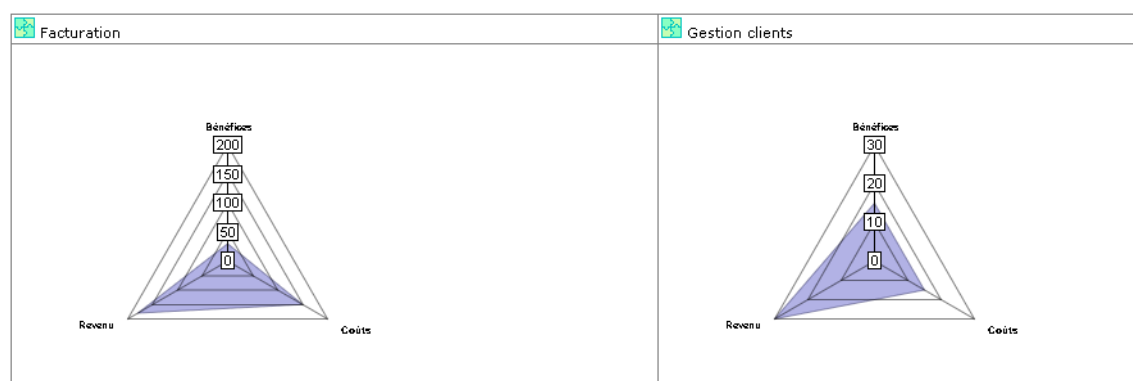 Facturation
Bénéfices
200
150
100
50
0
Revenu
Coûts
Gestion clients
Bénéfices
30
20
10
0
Revenu
Coûts